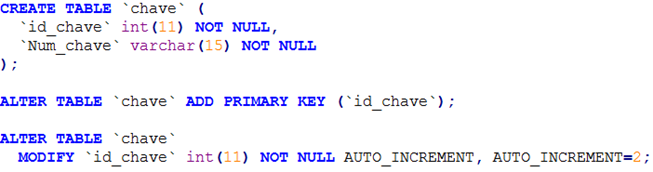 CREATE TABLE `chave` (
  `id_chave` int(11) NOT NULL,
  `Num_chave` varchar(15) NOT NULL
);
ALTER TABLE `chave` ADD PRIMARY KEY (`id_chave`);
ALTER TABLE `chave`
  MODIFY `id_chave` int(11) NOT NULL AUTO_INCREMENT, AUTO_INCREMENT=2;